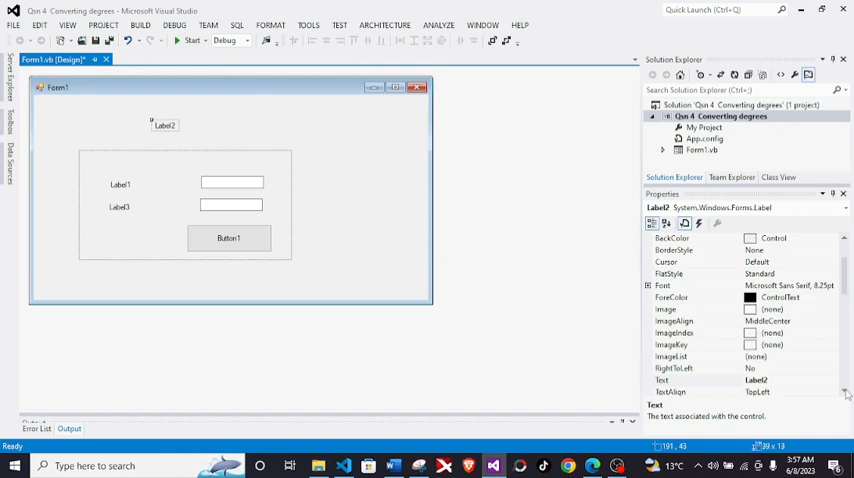 Qsn 4  Converting degrees - Microsoft Visual Studio
Quick Launch (Ctrl+Q)
FILE EDIT VIEW PROJECT BUILD DEBUG TEAM SQL FORMAT TOOLS TEST ARCHITECTURE ANALYZE WINDOW HELP
Start Debug
Form1.vb [Design]*
Solution Explorer
Server Explorer
Toolbox
Data Sources
Form1
Label2
Label1
Label3
Button1
Search Solution Explorer (Ctrl+;)
Solution 'Qsn 4  Converting degrees' (1 project)
Qsn 4  Converting degrees
My Project
App.config
Form1.vb
Solution Explorer Team Explorer Class View
Properties
Label2 System.Windows.Forms.Label
BackColor Control
BorderStyle None
Cursor Default
FlatStyle Standard
Font Microsoft Sans Serif, 8.25pt
ForeColor ControlText
Image (none)
ImageAlign MiddleCenter
ImageIndex (none)
ImageKey (none)
ImageList (none)
RightToLeft No
Text Label2
TextAlign TopLeft
Text
The text associated with the control.
Output
Error List Output
Ready
191 , 43
39 x 13
Type here to search
13°C
3:57 AM
6/8/2023
6